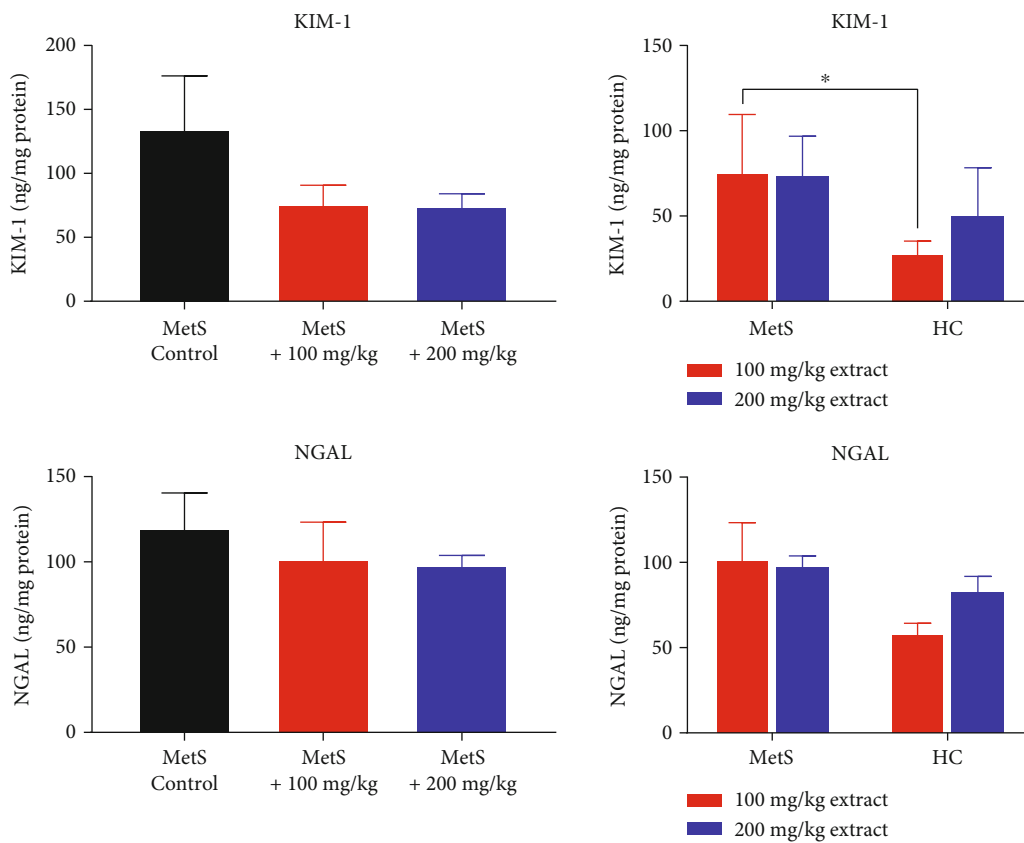 KIM-1
KIM-1 (ng/mg protein)
200
150
100
50
0
MetS
Control
MetS
+ 100 mg/kg
MetS
+ 200 mg/kg
KIM-1
KIM-1 (ng/mg protein)
150
100
50
0
*
MetS
HC
100 mg/kg extract
200 mg/kg extract
NGAL
NGAL (ng/mg protein)
150
100
50
0
MetS
Control
MetS
+ 100 mg/kg
MetS
+ 200 mg/kg
NGAL
NGAL (ng/mg protein)
150
100
50
0
MetS
HC
100 mg/kg extract
200 mg/kg extract